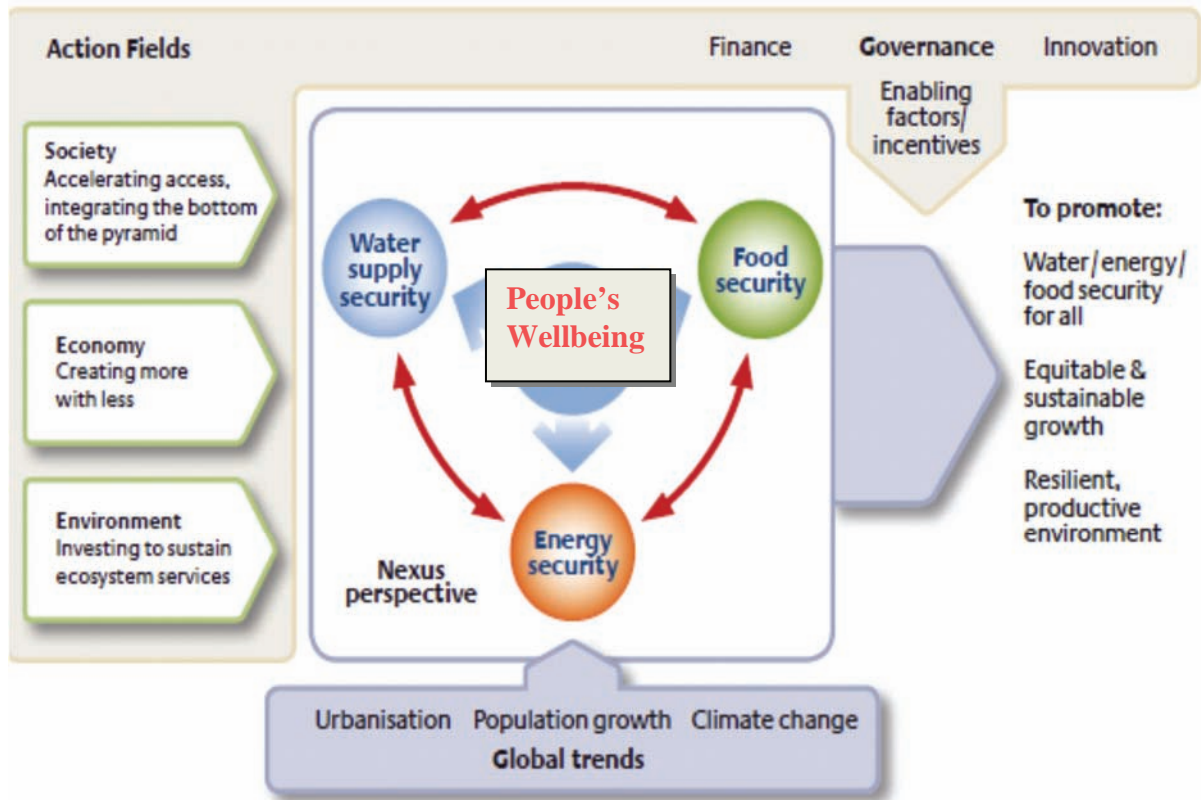 Action Fields
Finance Governance Innovation
Enabling
factors/
incentives
Society
Accelerating access,
integrating the bottom
of the pyramid
Economy
Creating more
with less
Environment
Investing to sustain
ecosystem services
Water
supply
security
People's
Wellbeing
Food
security
Energy
security
Nexus
perspective
To promote:
Water/energy/
food security
for all
Equitable &
sustainable
growth
Resilient,
productive
environment
Urbanisation Population growth Climate change
Global trends